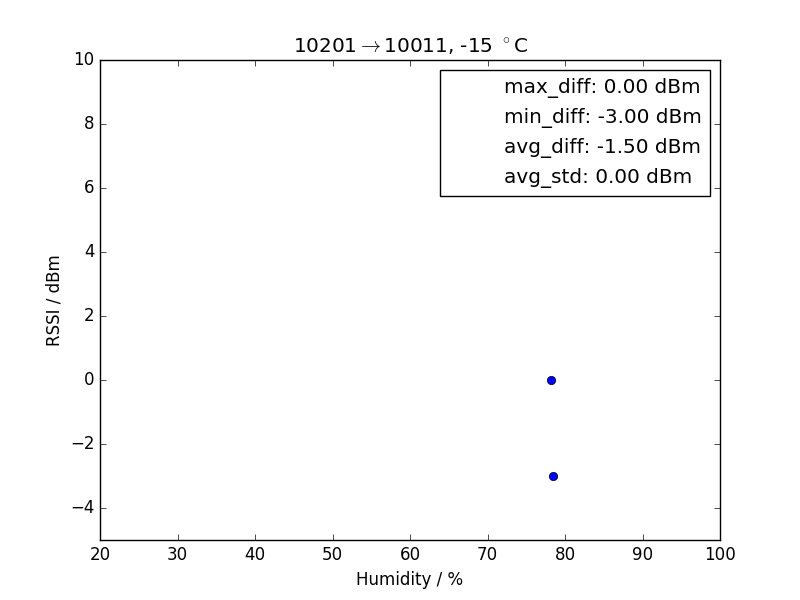 10201→10011, -15 °C
max_diff: 0.00 dBm
min_diff: -3.00 dBm
avg_diff: -1.50 dBm
avg_std: 0.00 dBm
RSSI / dBm
10
8
6
4
2
0
−2
−4
20 30 40 50 60 70 80 90 100
Humidity / %